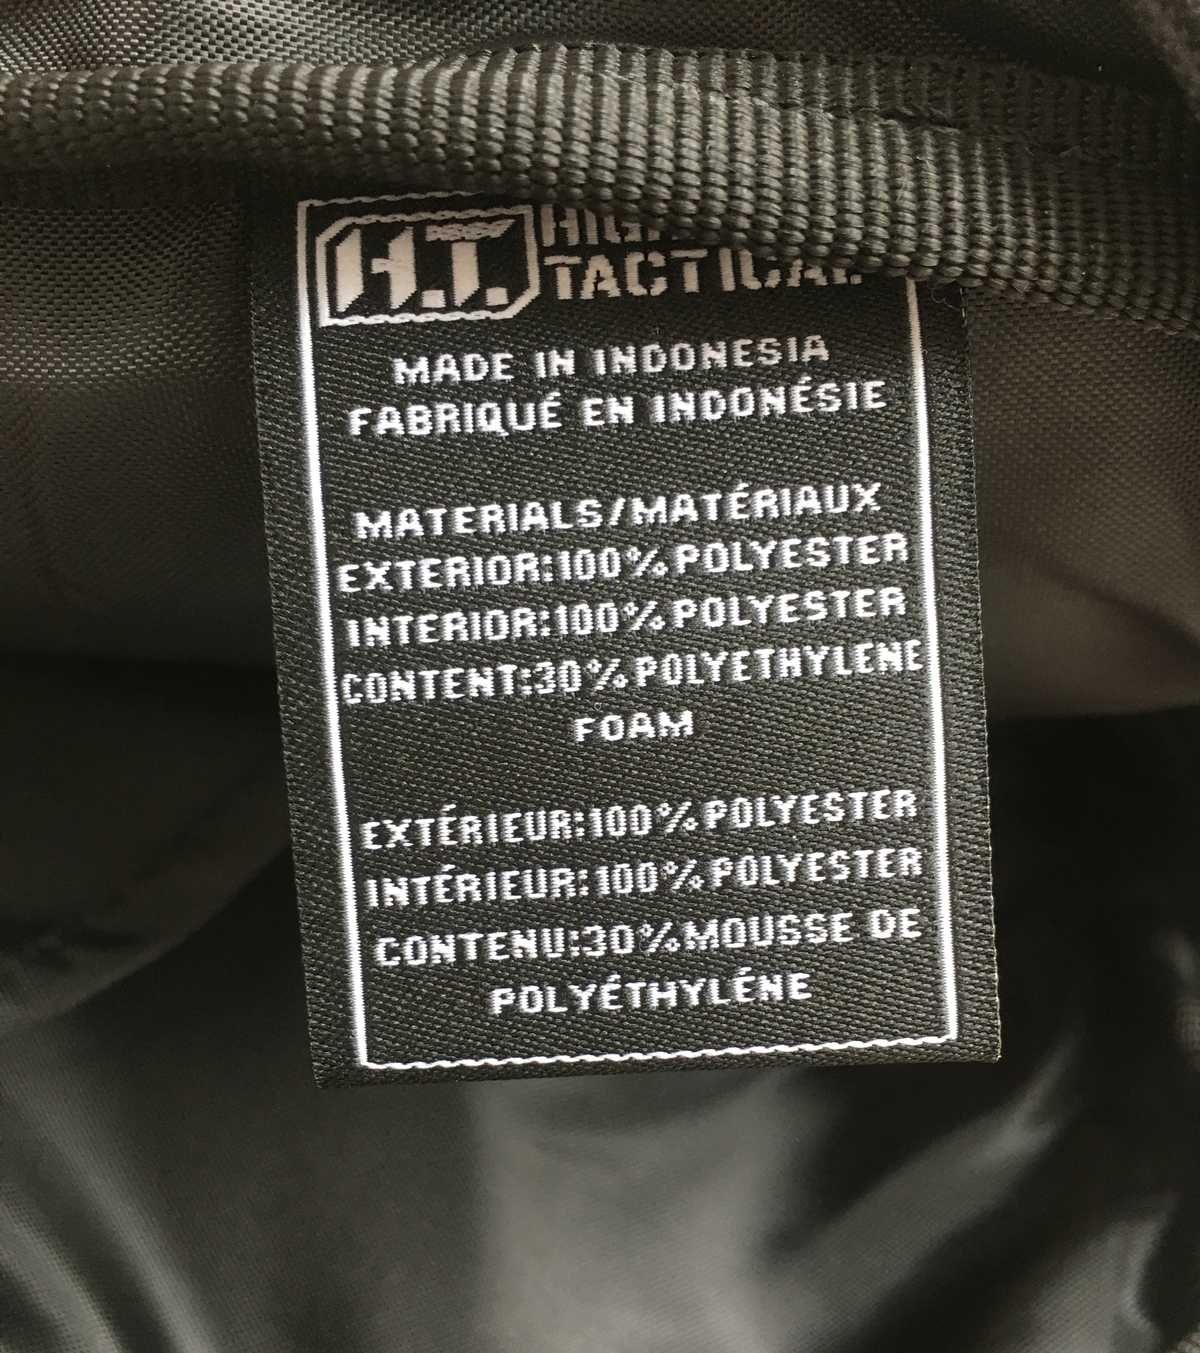 H.T.
TACTICAL
MADE IN INDONESIA
FABRIQUÉ EN INDONÉSIE
MATERIALS/MATÉRIAUX
EXTERIOR:100%POLYESTER
INTERIOR:100%POLYESTER
CONTENT:30%POLYETHYLENE
FOAM
EXTÉRIEUR:100%POLYESTER
INTÉRIEUR:100%POLYESTER
CONTENU:30%MOUSSE DE
POLYÉTHYLÉNE